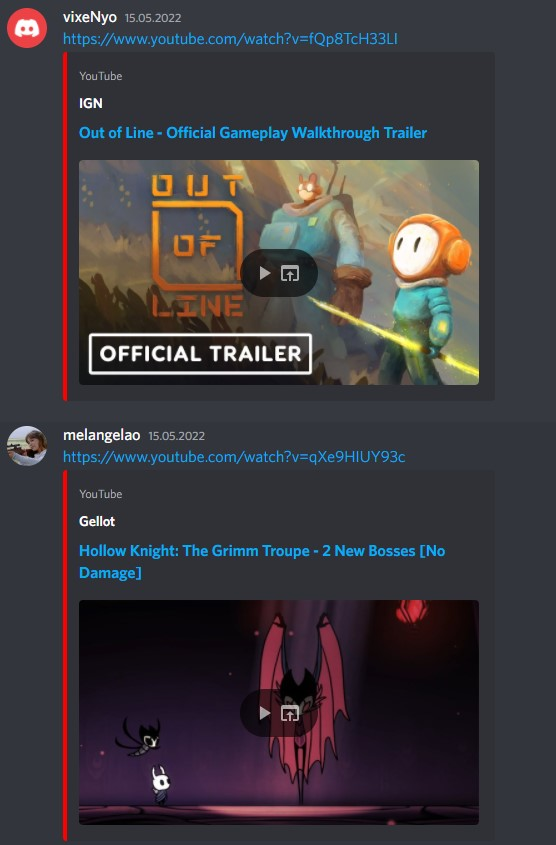 vixeNyo 15.05.2022
https://www.youtube.com/watch?v=fQp8TcH33LI
YouTube
IGN
Out of Line - Official Gameplay Walkthrough Trailer
OUT
OF
LINE
OFFICIAL TRAILER
melangelao 15.05.2022
https://www.youtube.com/watch?v=qXe9HIUY93c
YouTube
Gellot
Hollow Knight: The Grimm Troupe - 2 New Bosses [No
Damage]